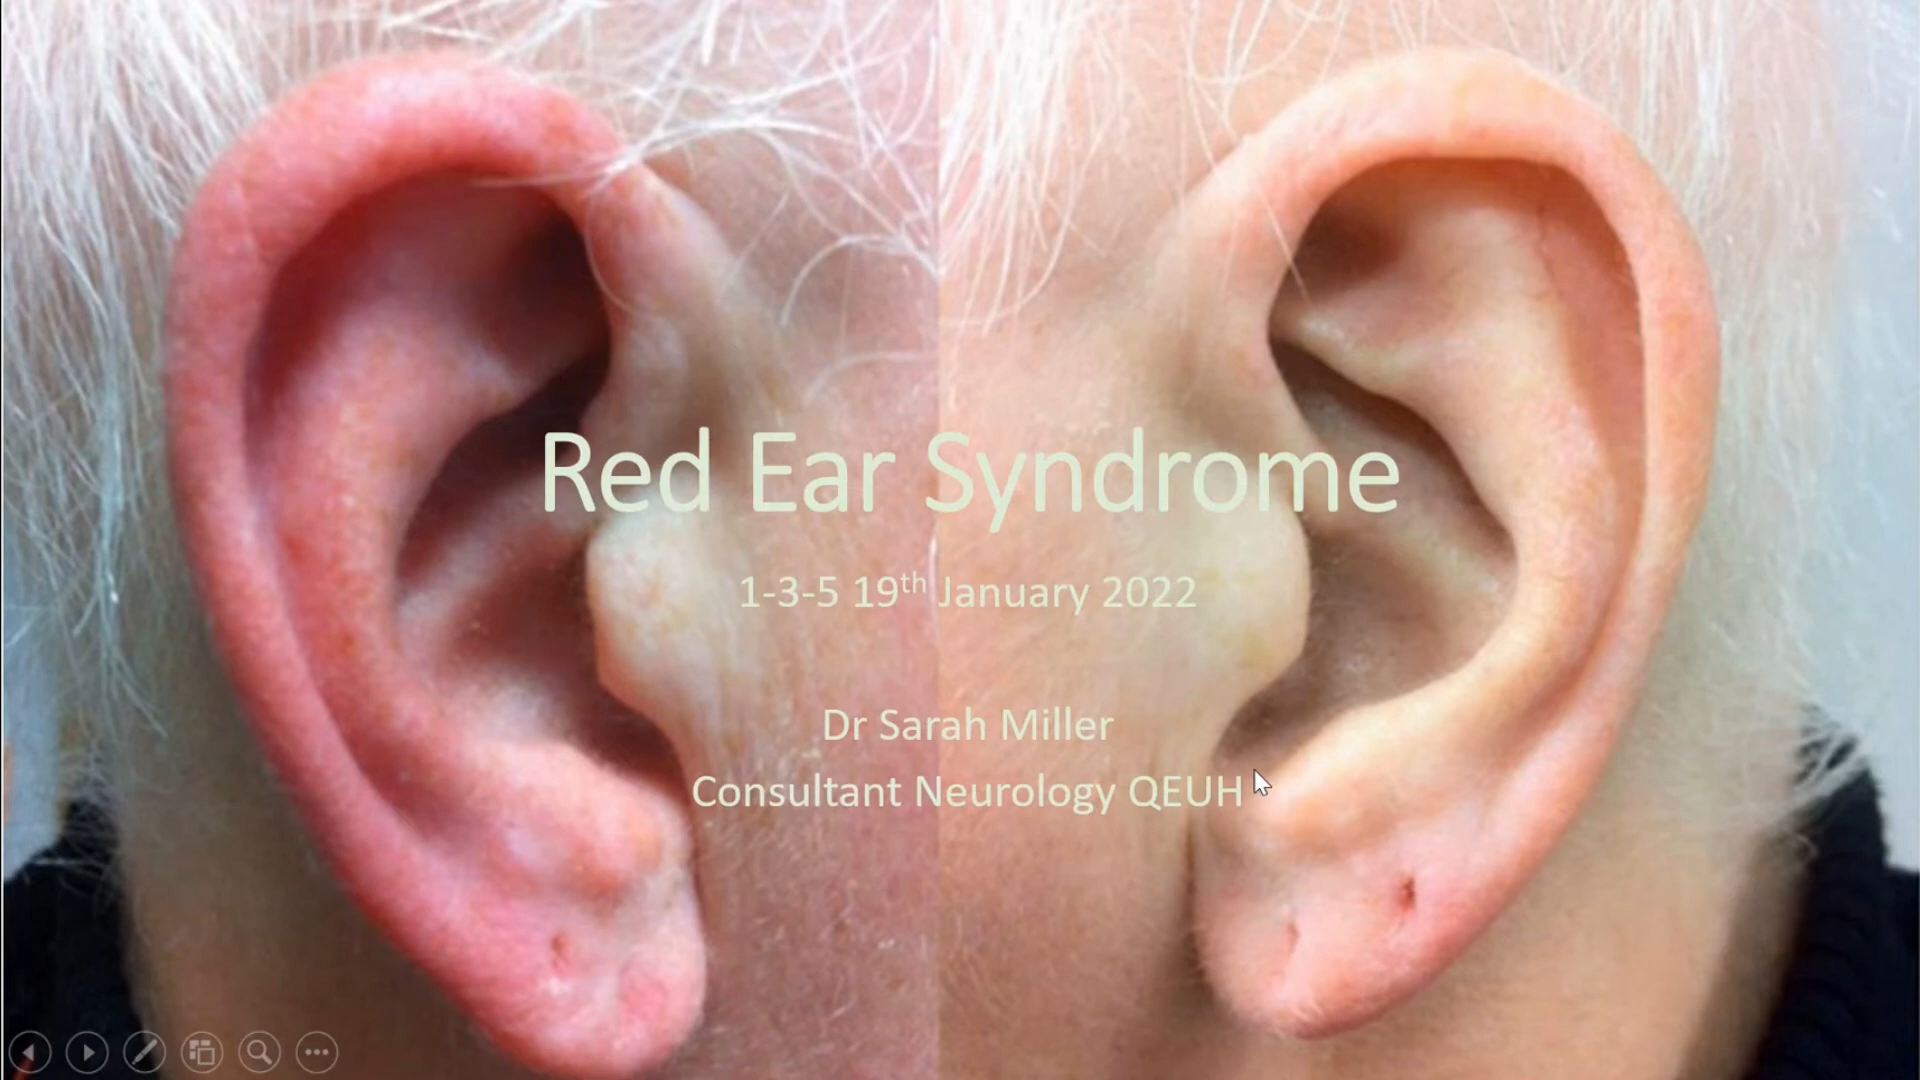 Red Ear Syndrome
1-3-5 19th January 2022
Dr Sarah Miller
Consultant Neurology QEUH